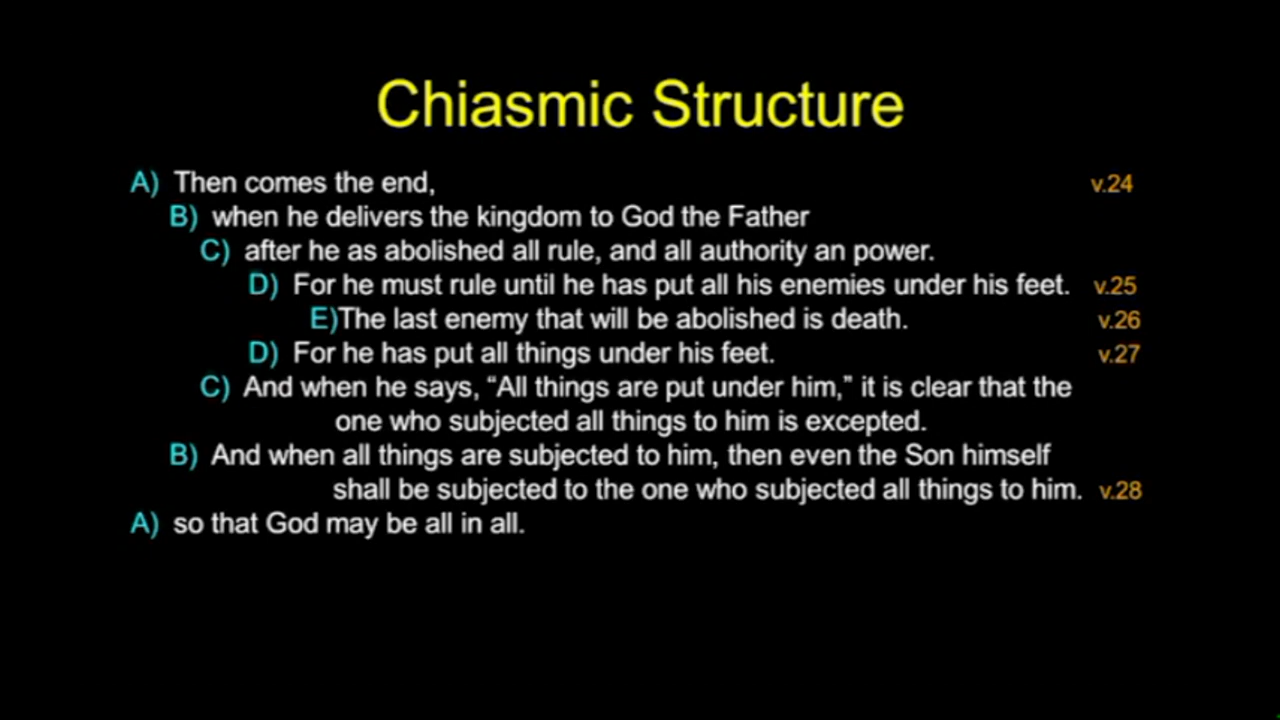 Chiasmic Structure
A) Then comes the end, v.24
B) when he delivers the kingdom to God the Father
C) after he as abolished all rule, and all authority an power.
D) For he must rule until he has put all his enemies under his feet. v.25
E)The last enemy that will be abolished is death. v.26
D) For he has put all things under his feet. v.27
C) And when he says, “All things are put under him,” it is clear that the
one who subjected all things to him is excepted.
B) And when all things are subjected to him, then even the Son himself
shall be subjected to the one who subjected all things to him. v.28
A) so that God may be all in all.